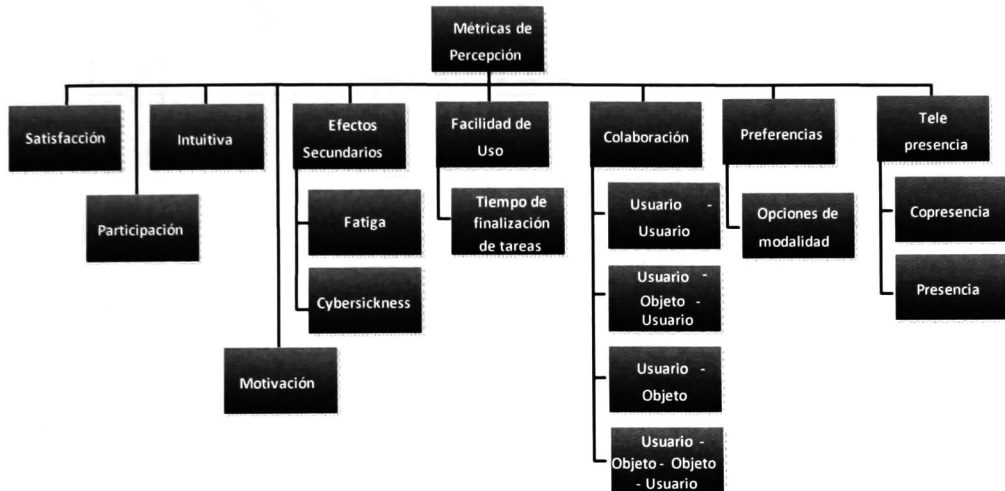 Métricas de
Percepción
Satisfacción
Participación
Intuitiva
Motivación
Efectos
Secundarios
Fatiga
Cybersickness
Facilidad de
Uso
Tiempo de
finalización
de tareas
Colaboración
Usuario -
Usuario
Usuario -
Objeto -
Usuario
Usuario -
Objeto
Usuario -
Objeto - Objeto
- Usuario
Preferencias
Opciones de
modalidad
Tele
presencia
Copresencia
Presencia